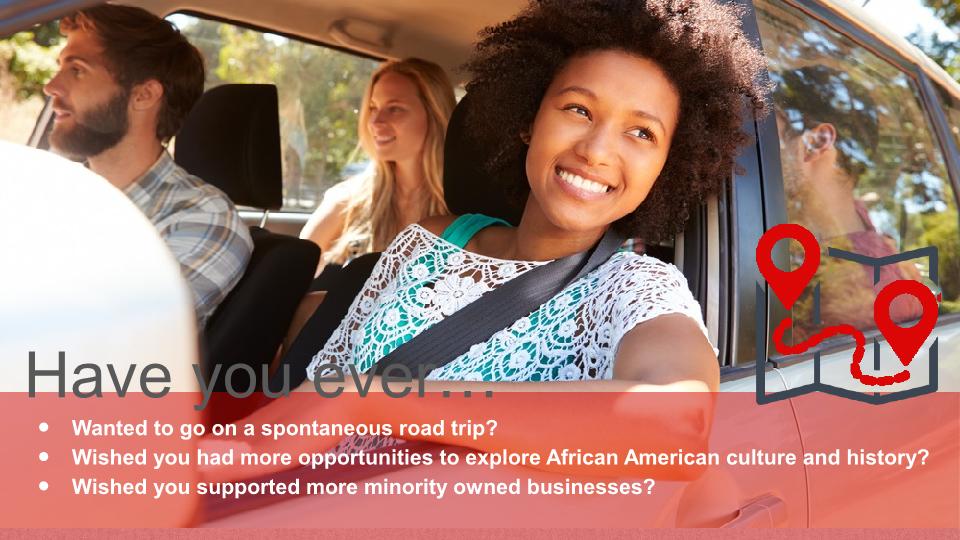 Have you ever…
• Wanted to go on a spontaneous road trip?
• Wished you had more opportunities to explore African American culture and history?
• Wished you supported more minority owned businesses?